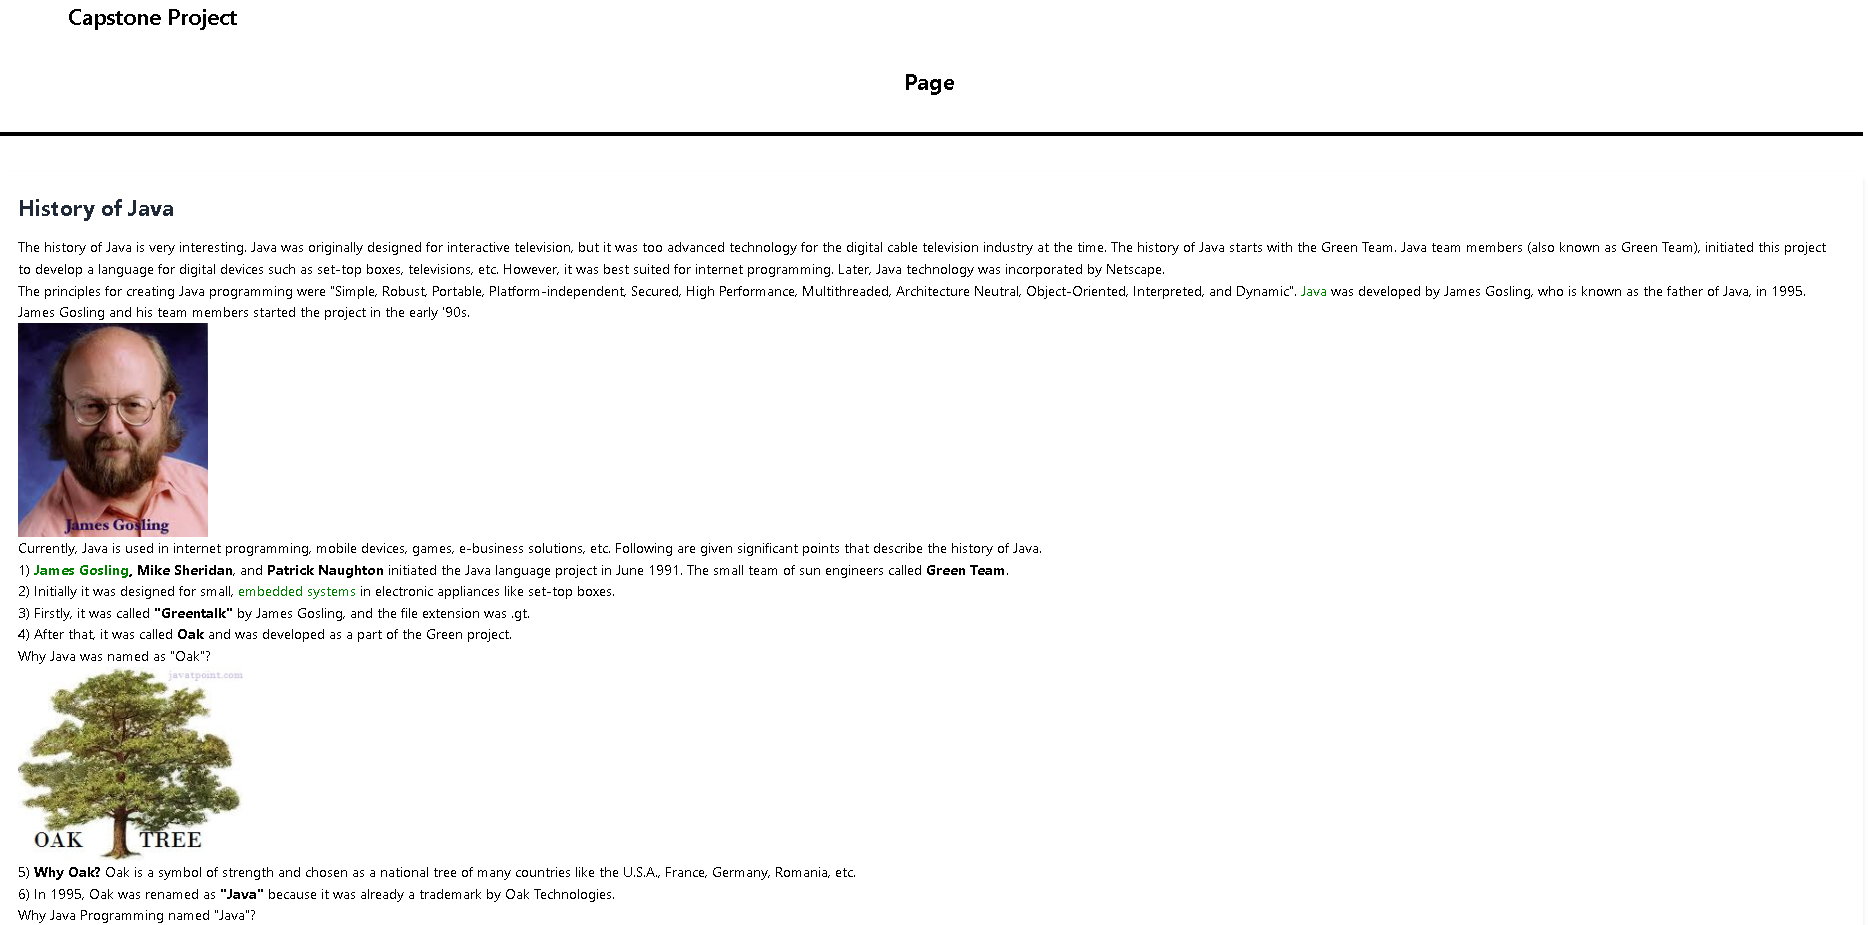 Capstone Project
Page
History of Java
The history of Java is very interesting. Java was originally designed for interactive television, but it was too advanced technology for the digital cable television industry at the time. The history of Java starts with the Green Team. Java team members (also known as Green Team), initiated this project
to develop a language for digital devices such as set-top boxes, televisions, etc. However, it was best suited for internet programming. Later, Java technology was incorporated by Netscape.
The principles for creating Java programming were "Simple, Robust, Portable, Platform-independent, Secured, High Performance, Multithreaded, Architecture Neutral, Object-Oriented, Interpreted, and Dynamic". Java was developed by James Gosling, who is known as the father of Java, in 1995.
James Gosling and his team members started the project in the early '90s.
James Gosling
Currently, Java is used in internet programming, mobile devices, games, e-business solutions, etc. Following are given significant points that describe the history of Java.
1) James Gosling, Mike Sheridan, and Patrick Naughton initiated the Java language project in June 1991. The small team of sun engineers called Green Team.
2) Initially it was designed for small, embedded systems in electronic appliances like set-top boxes.
3) Firstly, it was called "Greentalk" by James Gosling, and the file extension was .gt.
4) After that, it was called Oak and was developed as a part of the Green project.
Why Java was named as "Oak"?
javatpoint.com
OAK TREE
5) Why Oak? Oak is a symbol of strength and chosen as a national tree of many countries like the U.S.A., France, Germany, Romania, etc.
6) In 1995, Oak was renamed as "Java" because it was already a trademark by Oak Technologies.
Why Java Programming named "Java"?